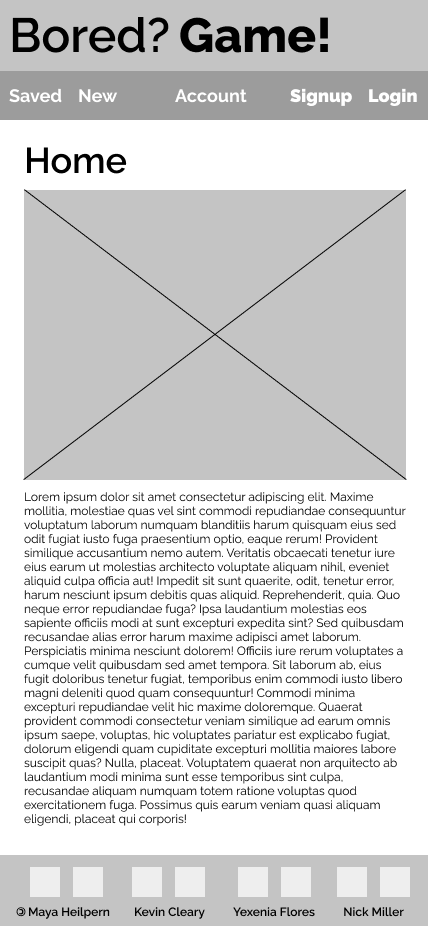 Bored? Game!
Saved New Account Signup Login
Home
Lorem ipsum dolor sit amet consectetur adipiscing elit. Maxime
mollitia, molestiae quas vel sint commodi repudiandae consequuntur
voluptatum laborum numquam blanditiis harum quisquam eius sed
odit fugiat iusto fuga praesentium optio, eaque rerum! Provident
similique accusantium nemo autem. Veritatis obcaecati tenetur iure
eius earum ut molestias architecto voluptate aliquam nihil, eveniet
aliquid culpa officia aut! Impedit sit sunt quaerite, odit, tenetur error,
harum nesciunt ipsum debitis quas aliquid. Reprehenderit, quia. Quo
neque error repudiandae fuga? Ipsa laudantium molestias eos
sapiente officiis modi at sunt excepturi expedita sint? Sed quibusdam
recusandae alias error harum maxime adipisci amet laborum.
Perspiciatis minima nesciunt dolorem! Officiis iure rerum voluptates a
cumque velit quibusdam sed amet tempora. Sit laborum ab, eius
fugit doloribus tenetur fugiat, temporibus enim commodi iusto libero
magni deleniti quod quam consequuntur! Commodi minima
excepturi repudiandae velit hic maxime doloremque. Quaerat
provident commodi consectetur veniam similique ad earum omnis
ipsum saepe, voluptas, hic voluptates pariatur est explicabo fugiat,
dolorum eligendi quam cupiditate excepturi mollitia maiores labore
suscipit quas? Nulla, placeat. Voluptatem quaerat non arquitecto ab
laudantium modi minima sunt esse temporibus sint culpa,
recusandae aliquam numquam totem ratione voluptas quod
exercitationem fuga. Possimus quis earum veniam quasi aliquam
eligendi, placeat qui corporis!
Maya Heilpern Kevin Cleary Yexenia Flores Nick Miller